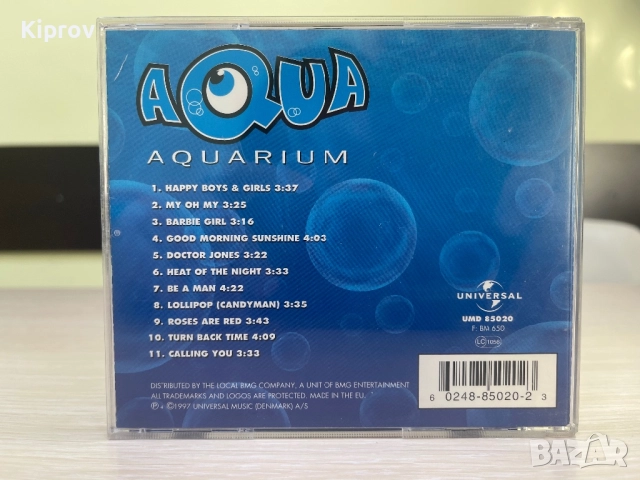 Kiprov
AQUA
AQUARIUM
1. HAPPY BOYS & GIRLS 3:37
2. MY OH MY 3:25
3. BARBIE GIRL 3:16
4. GOOD MORNING SUNSHINE 4:03
5. DOCTOR JONES 3:22
6. HEAT OF THE NIGHT 3:33
7. BE A MAN 4:22
8. LOLLIPOP (CANDYMAN) 3:35
9. ROSES ARE RED 3:43
10. TURN BACK TIME 4:09
11. CALLING YOU 3:33
UNIVERSAL
UMD 85020
F: BM 650
LC 1056
DISTRIBUTED BY THE LOCAL BMG COMPANY, A UNIT OF BMG ENTERTAINMENT
ALL TRADEMARKS AND LOGOS ARE PROTECTED. MADE IN THE EU.
℗ + ©1997 UNIVERSAL MUSIC (DENMARK) A/S
6 0248-85020-2 3
BAZAR